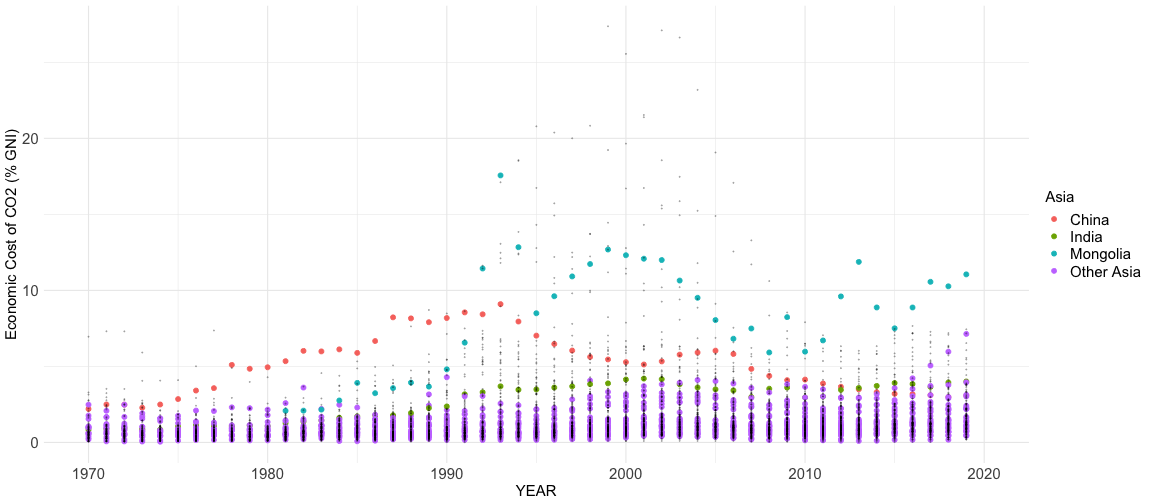 Economic Cost of CO2 (% GNI)
20
10
0
1970 1980 1990 2000 2010 2020
YEAR
Asia
China
India
Mongolia
Other Asia